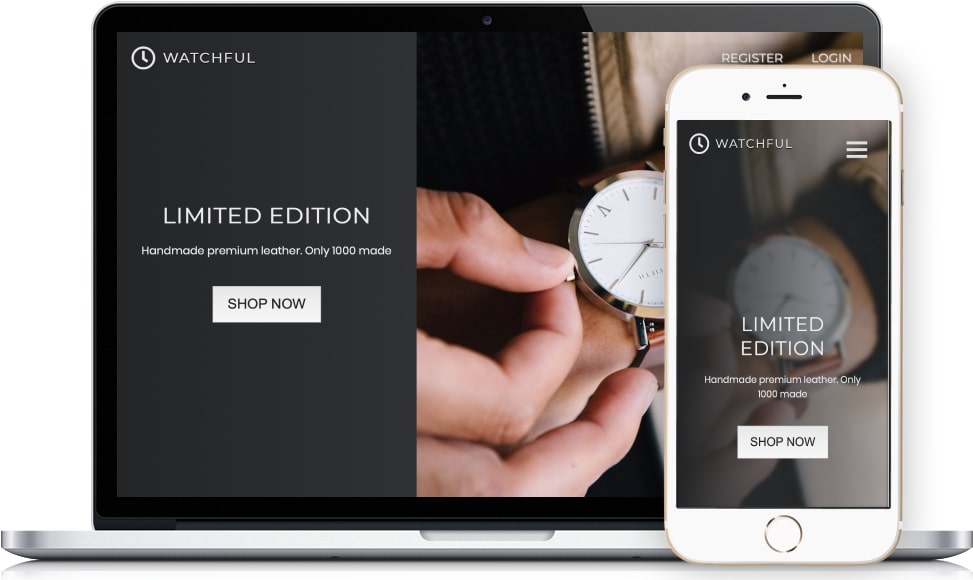 WATCHFUL
REGISTER
LOGIN
LIMITED EDITION
Handmade premium leather. Only 1000 made
SHOP NOW
WATCHFUL
LIMITED
EDITION
Handmade premium leather. Only
1000 made
SHOP NOW